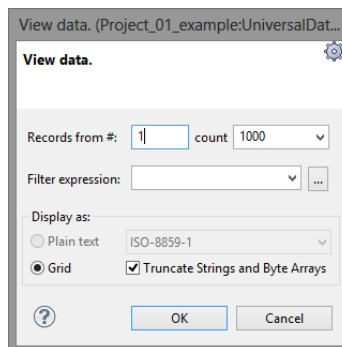 View data. (Project_01_example:UniversalDat...
View data.
Records from #: 1 count 1000
Filter expression: ...
Display as:
Plain text ISO-8859-1
Grid Truncate Strings and Byte Arrays
? OK Cancel